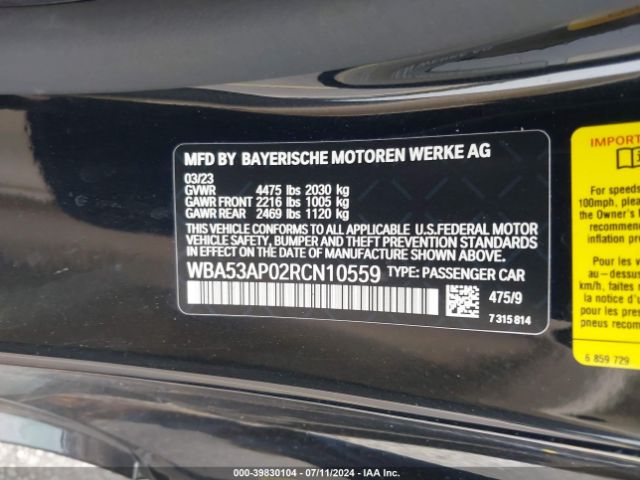 MFD BY BAYERISCHE MOTOREN WERKE AG
03/23
GVWR 4475 lbs 2030 kg
GAWR FRONT 2216 lbs 1005 kg
GAWR REAR 2469 lbs 1120 kg
THIS VEHICLE CONFORMS TO ALL APPLICABLE U.S.FEDERAL MOTOR
VEHICLE SAFETY, BUMPER AND THEFT PREVENTION STANDARDS
IN EFFECT ON THE DATE OF MANUFACTURE SHOWN ABOVE.
WBA53AP02RCN10559 TYPE: PASSENGER CAR
475/9
7 315 814
IMPORT
For speeds
100mph, plea
the Owner's
inflation pr
Pour les
au – dessus
km/h, faites
la notice d'
pour les pres
pneus recom
6 859 729
000-39830104 - 07/11/2024 - IAA Inc.